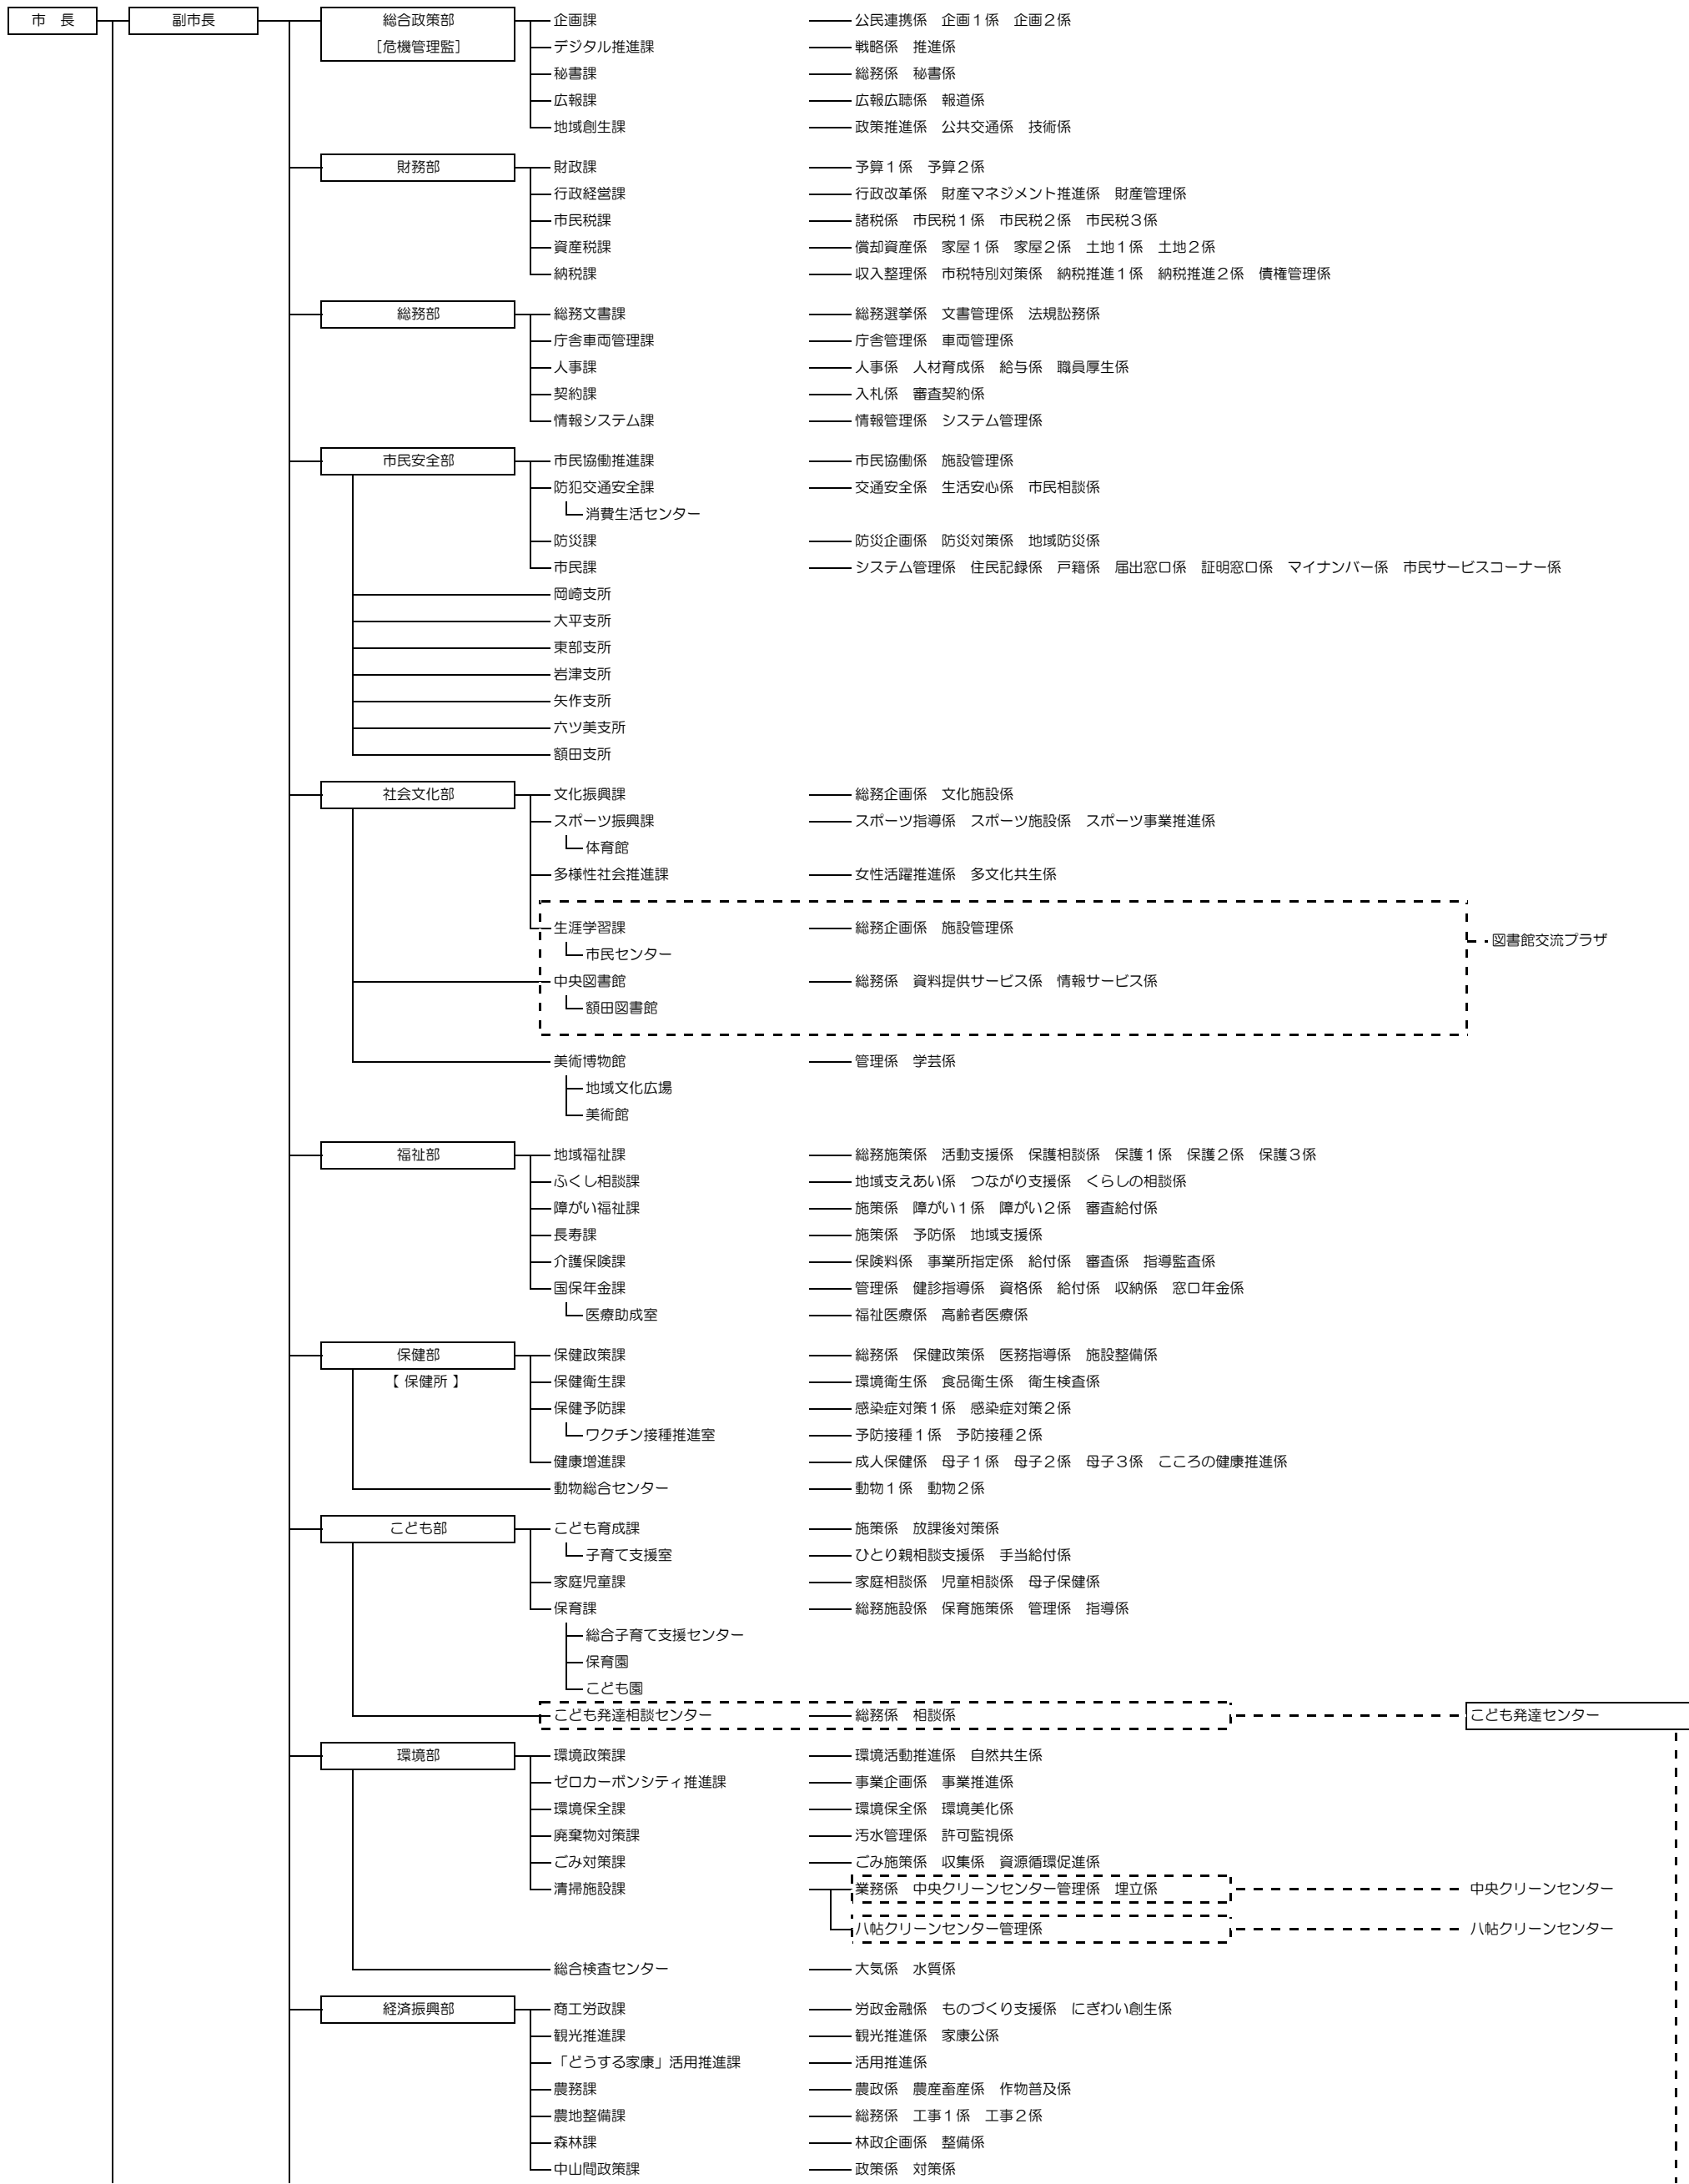 市　長　副市長　総合政策部　企画課　公民連携係　企画１係　企画２係
［危機管理監］　デジタル推進課　戦略係　推進係
秘書課　総務係　秘書係
広報課　広報広聴係　報道係
地域創生課　政策推進係　公共交通係　技術係
財務部　財政課　予算１係　予算２係
行政経営課　行政改革係　財産マネジメント推進係　財産管理係
市民税課　諸税係　市民税１係　市民税２係　市民税３係
資産税課　償却資産係　家屋１係　家屋２係　土地１係　土地２係
納税課　収入整理係　市税特別対策係　納税推進１係　納税推進２係　債権管理係
総務部　総務文書課　総務選挙係　文書管理係　法規訟務係
庁舎車両管理課　庁舎管理係　車両管理係
人事課　人事係　人材育成係　給与係　職員厚生係
契約課　入札係　審査契約係
情報システム課　情報管理係　システム管理係
市民安全部　市民協働推進課　市民協働係　施設管理係
防犯交通安全課　交通安全係　生活安心係　市民相談係
消費生活センター
防災課　防災企画係　防災対策係　地域防災係
市民課　システム管理係　住民記録係　戸籍係　届出窓口係　証明窓口係　マイナンバー係　市民サービスコーナー係
岡崎支所
大平支所
東部支所
岩津支所
矢作支所
六ツ美支所
額田支所
社会文化部　文化振興課　総務企画係　文化施設係
スポーツ振興課　スポーツ指導係　スポーツ施設係　スポーツ事業推進係
体育館
多様性社会推進課　女性活躍推進係　多文化共生係
生涯学習課　総務企画係　施設管理係
図書館交流プラザ
市民センター
中央図書館　総務係　資料提供サービス係　情報サービス係
額田図書館
美術博物館　管理係　学芸係
地域文化広場
美術館
福祉部　地域福祉課　総務施策係　活動支援係　保護相談係　保護１係　保護２係　保護３係
ふくし相談課　地域支えあい係　つながり支援係　くらしの相談係
障がい福祉課　施策係　障がい１係　障がい２係　審査給付係
長寿課　施策係　予防係　地域支援係
介護保険課　保険料係　事業所指定係　給付係　審査係　指導監査係
国保年金課　管理係　健診指導係　資格係　給付係　収納係　窓口年金係
医療助成室　福祉医療係　高齢者医療係
保健部　保健政策課　総務係　保健政策係　医務指導係　施設整備係
【 保健所 】　保健衛生課　環境衛生係　食品衛生係　衛生検査係
保健予防課　感染症対策１係　感染症対策２係
ワクチン接種推進室　予防接種１係　予防接種２係
健康増進課　成人保健係　母子１係　母子２係　母子３係　こころの健康推進係
動物総合センター　動物１係　動物２係
こども部　こども育成課　施策係　放課後対策係
子育て支援室　ひとり親相談支援係　手当給付係
家庭児童課　家庭相談係　児童相談係　母子保健係
保育課　総務施設係　保育施策係　管理係　指導係
総合子育て支援センター
保育園
こども園
こども発達相談センター　総務係　相談係　こども発達センター
環境部　環境政策課　環境活動推進係　自然共生係
ゼロカーボンシティ推進課　事業企画係　事業推進係
環境保全課　環境保全係　環境美化係
廃棄物対策課　汚水管理係　許可監視係
ごみ対策課　ごみ施策係　収集係　資源循環促進係
清掃施設課　業務係　中央クリーンセンター管理係　埋立係　中央クリーンセンター
八帖クリーンセンター管理係　八帖クリーンセンター
総合検査センター　大気係　水質係
経済振興部　商工労政課　労政金融係　ものづくり支援係　にぎわい創生係
観光推進課　観光推進係　家康公係
「どうする家康」活用推進課　活用推進係
農務課　農政係　農産畜産係　作物普及係
農地整備課　総務係　工事１係　工事２係
森林課　林政企画係　整備係
中山間政策課　政策係　対策係